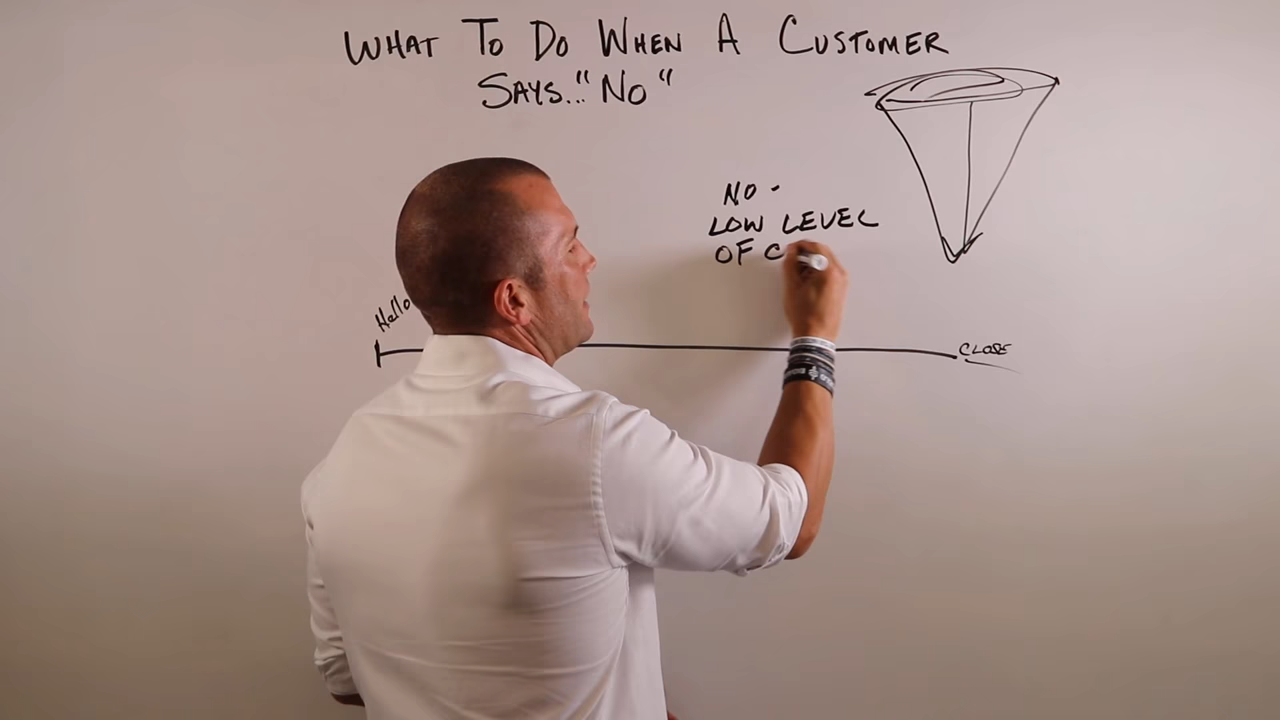 WHAT TO DO WHEN A CUSTOMER
SAYS..."NO"
NO -
LOW LEVEL
OF C
Hello
CLOSE